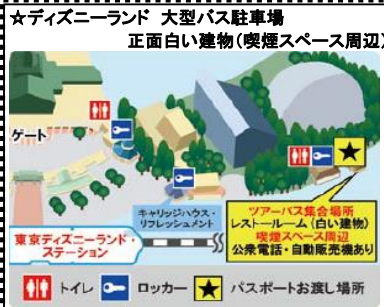 ☆ディズニーランド 大型バス駐車場
正面白い建物(喫煙スペース周辺)
ゲート
キャリッジハウス・
リフレッシュメント
東京ディズニーランド・
ステーション
ツアーバス集合場所
レストルーム(白い建物)
喫煙スペース周辺
公衆電話・自動販売機あり
トイレ ロッカー パスポートお渡し場所